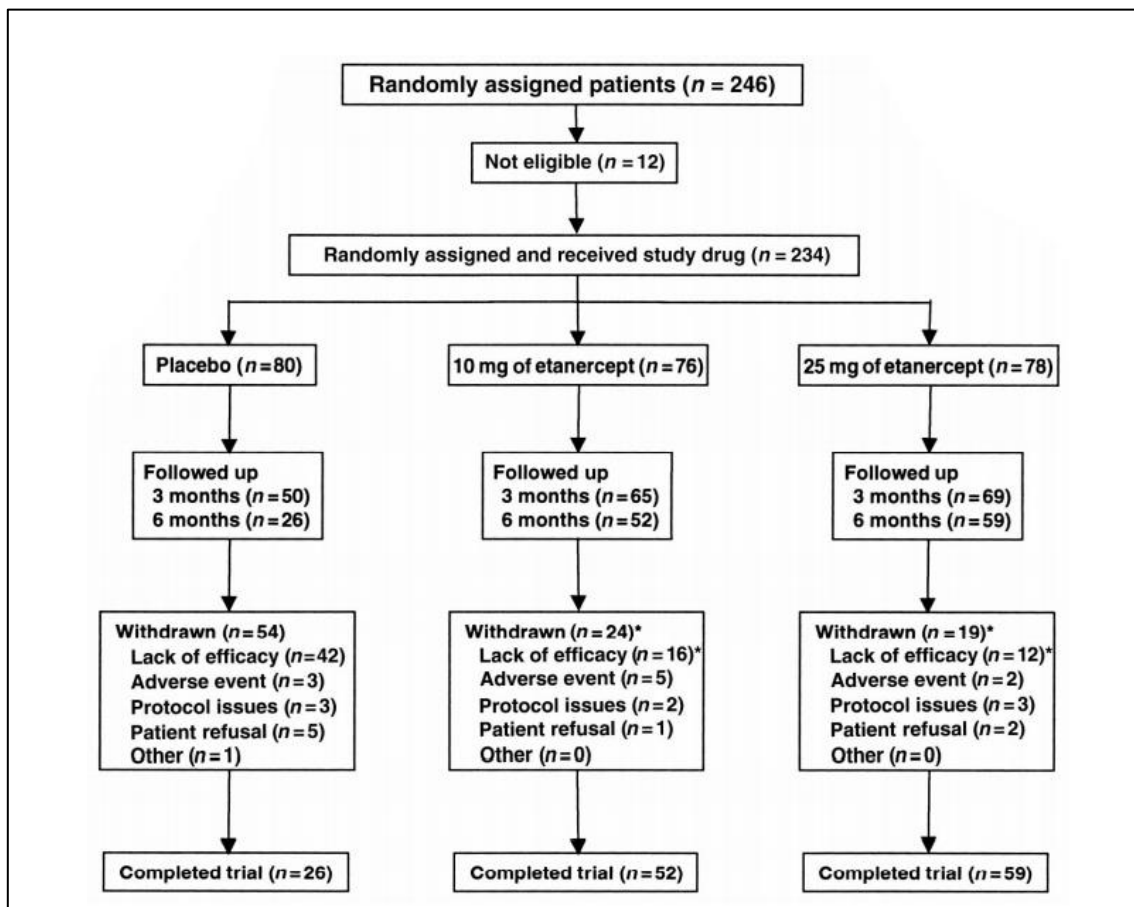 Randomly assigned patients (n = 246)
Not eligible (n = 12)
Randomly assigned and received study drug (n = 234)
Placebo (n=80)
10 mg of etanercept (n=76)
25 mg of etanercept (n=78)
Followed up
3 months (n=50)
6 months (n=26)
Followed up
3 months (n=65)
6 months (n=52)
Followed up
3 months (n=69)
6 months (n=59)
Withdrawn (n=54)
Lack of efficacy (n=42)
Adverse event (n=3)
Protocol issues (n=3)
Patient refusal (n=5)
Other (n=1)
Withdrawn (n=24)*
Lack of efficacy (n=16)*
Adverse event (n=5)
Protocol issues (n=2)
Patient refusal (n=1)
Other (n=0)
Withdrawn (n=19)*
Lack of efficacy (n=12)*
Adverse event (n=2)
Protocol issues (n=3)
Patient refusal (n=2)
Other (n=0)
Completed trial (n=26)
Completed trial (n=52)
Completed trial (n=59)